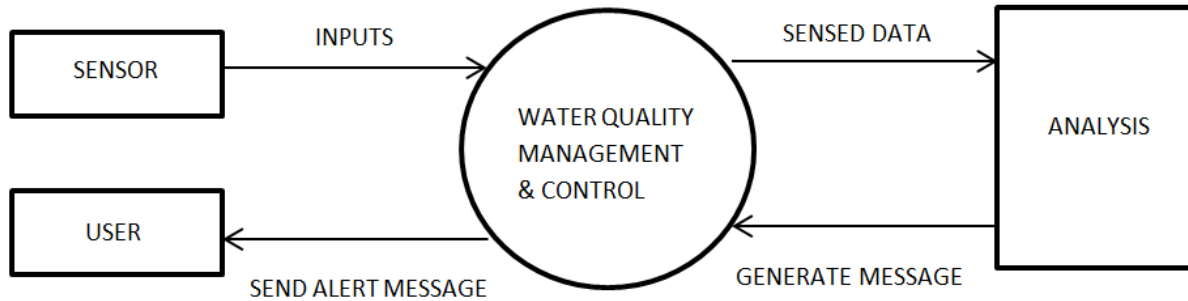 INPUTS
SENSED DATA
SENSOR
WATER QUALITY
MANAGEMENT
& CONTROL
ANALYSIS
USER
SEND ALERT MESSAGE
GENERATE MESSAGE